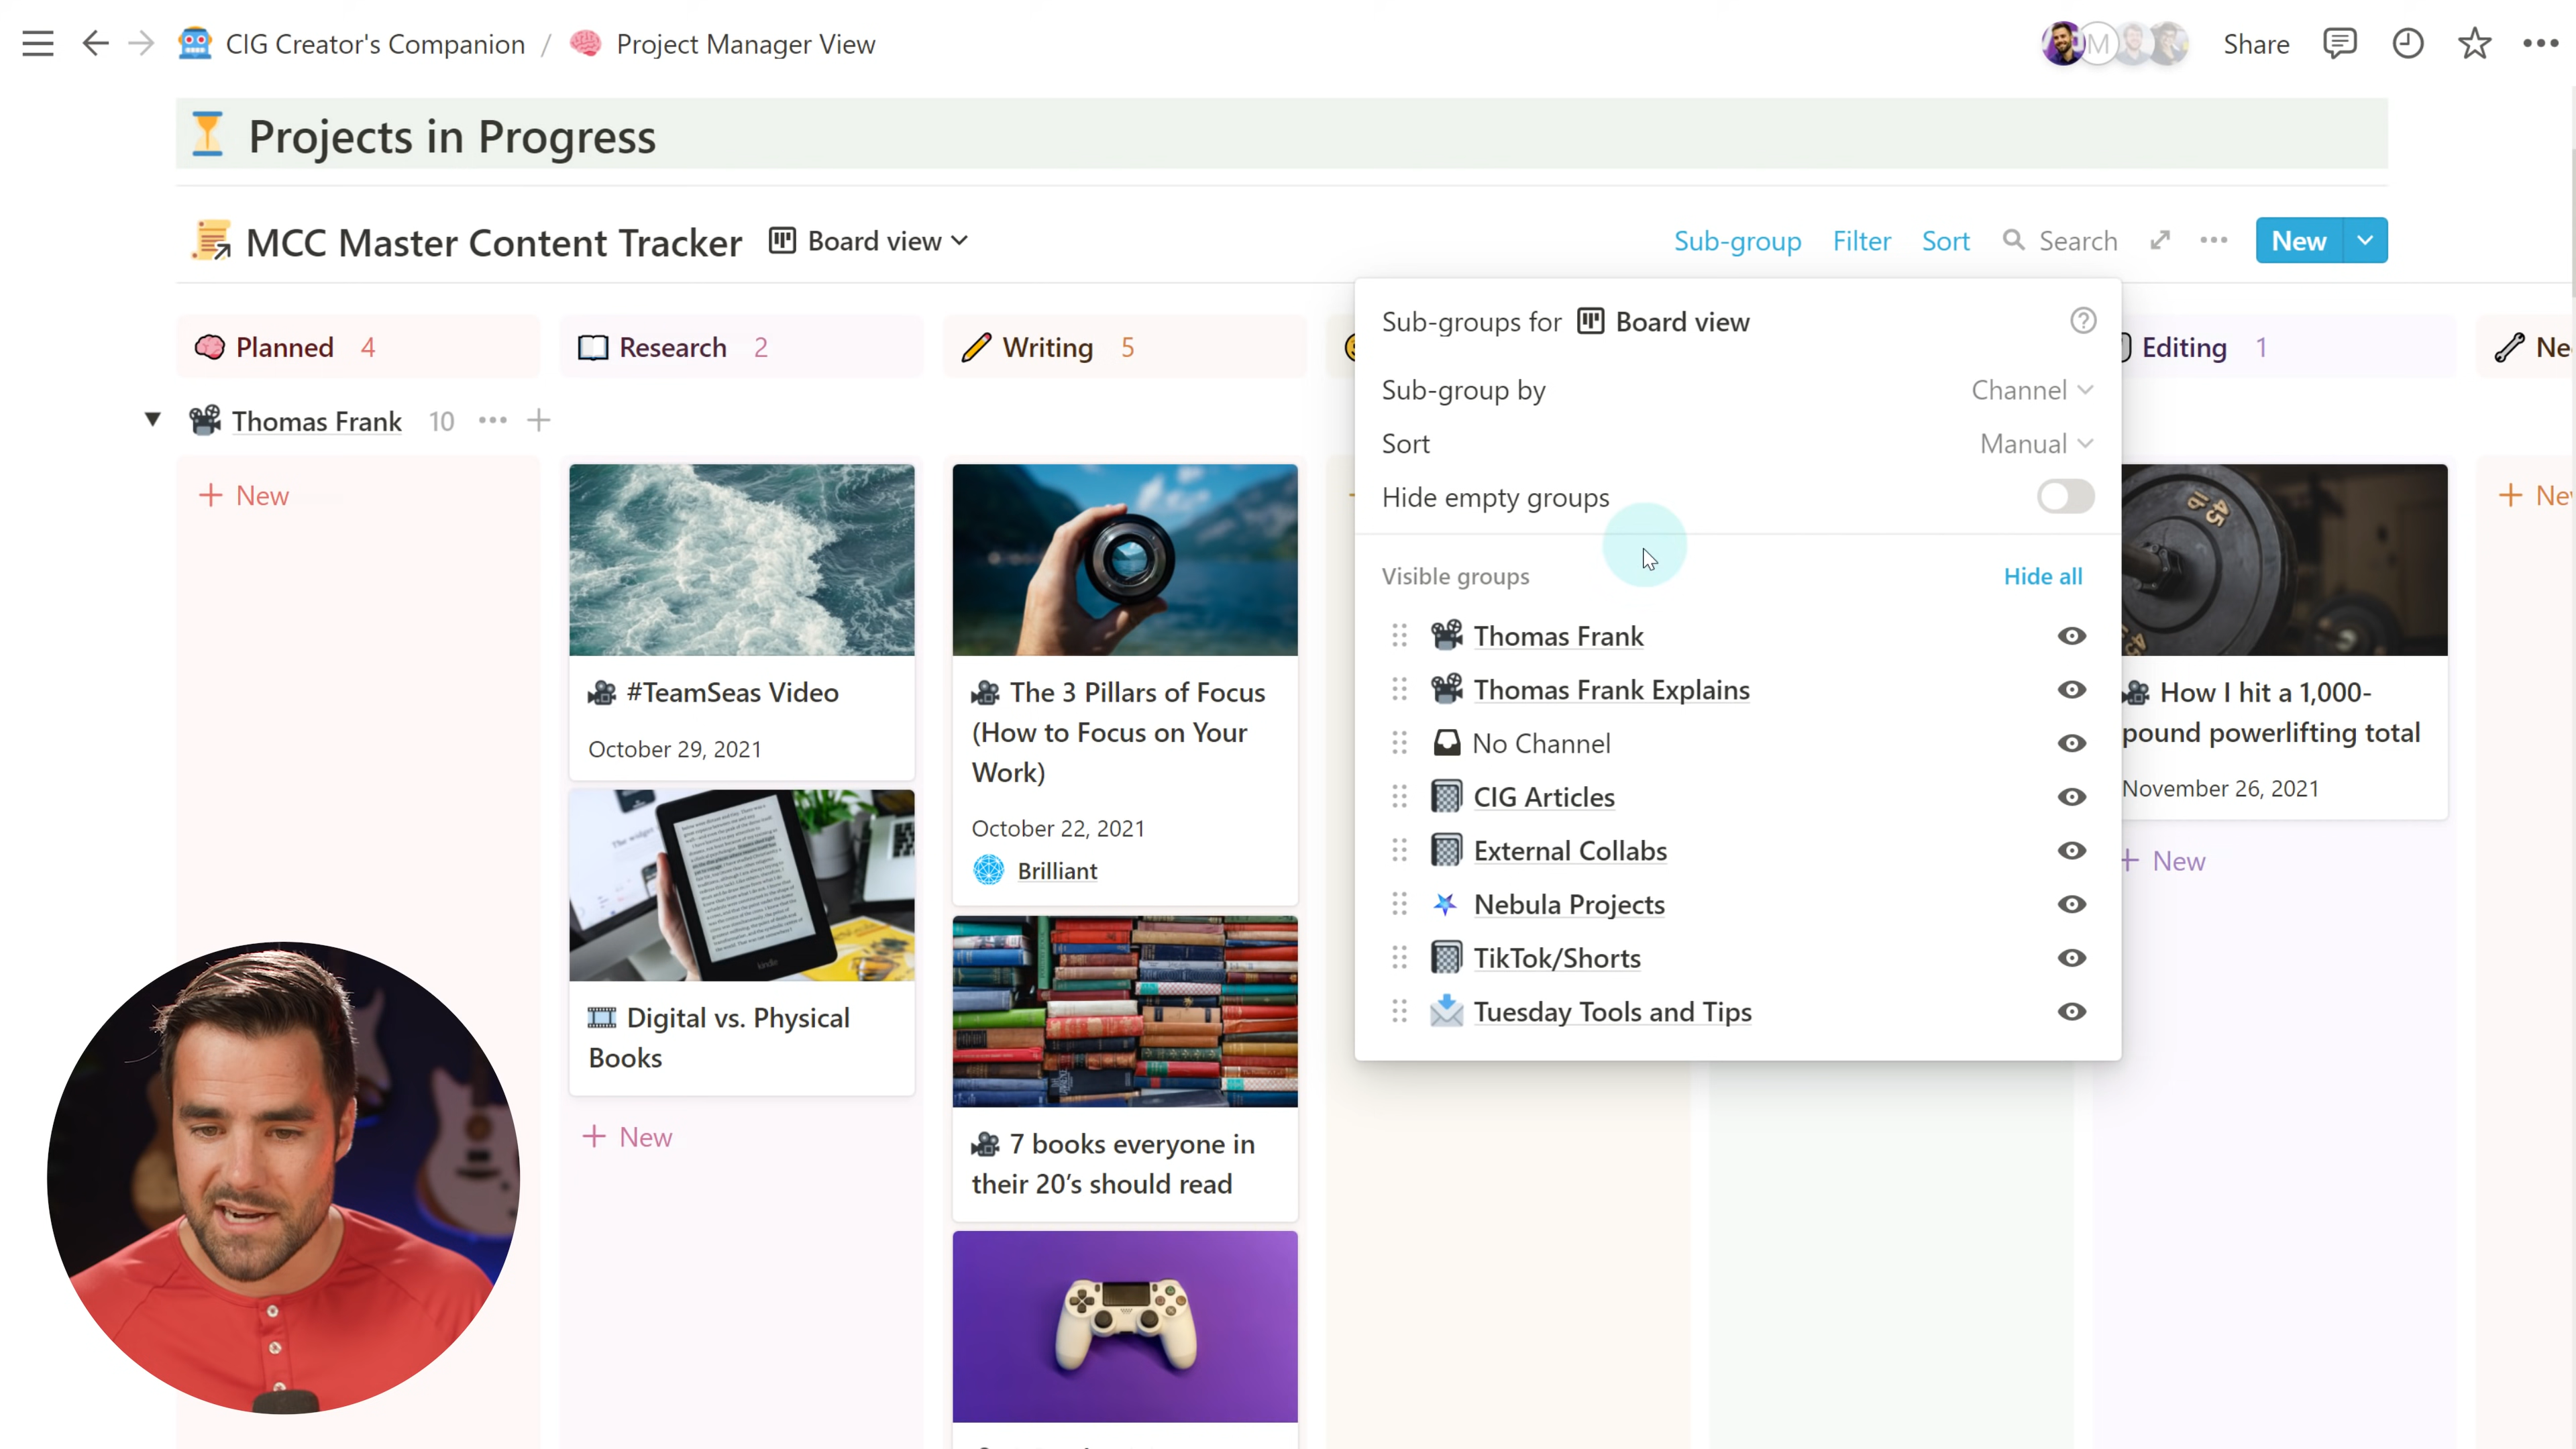 CIG Creator's Companion / Project Manager View
M
Share
Projects in Progress
MCC Master Content Tracker
Board view
Sub-group
Filter
Sort
Search
New
Planned 4
Research 2
Writing 5
Editing 1
Ne
Thomas Frank 10
New
#TeamSeas Video
October 29, 2021
kindle
Digital vs. Physical
Books
New
The 3 Pillars of Focus
(How to Focus on Your
Work)
October 22, 2021
Brilliant
7 books everyone in
their 20's should read
Sub-groups for Board view
Sub-group by
Channel
Sort
Manual
Hide empty groups
Visible groups
Hide all
Thomas Frank
Thomas Frank Explains
No Channel
CIG Articles
External Collabs
Nebula Projects
TikTok/Shorts
Tuesday Tools and Tips
45
lb
45
How I hit a 1,000-
pound powerlifting total
November 26, 2021
New